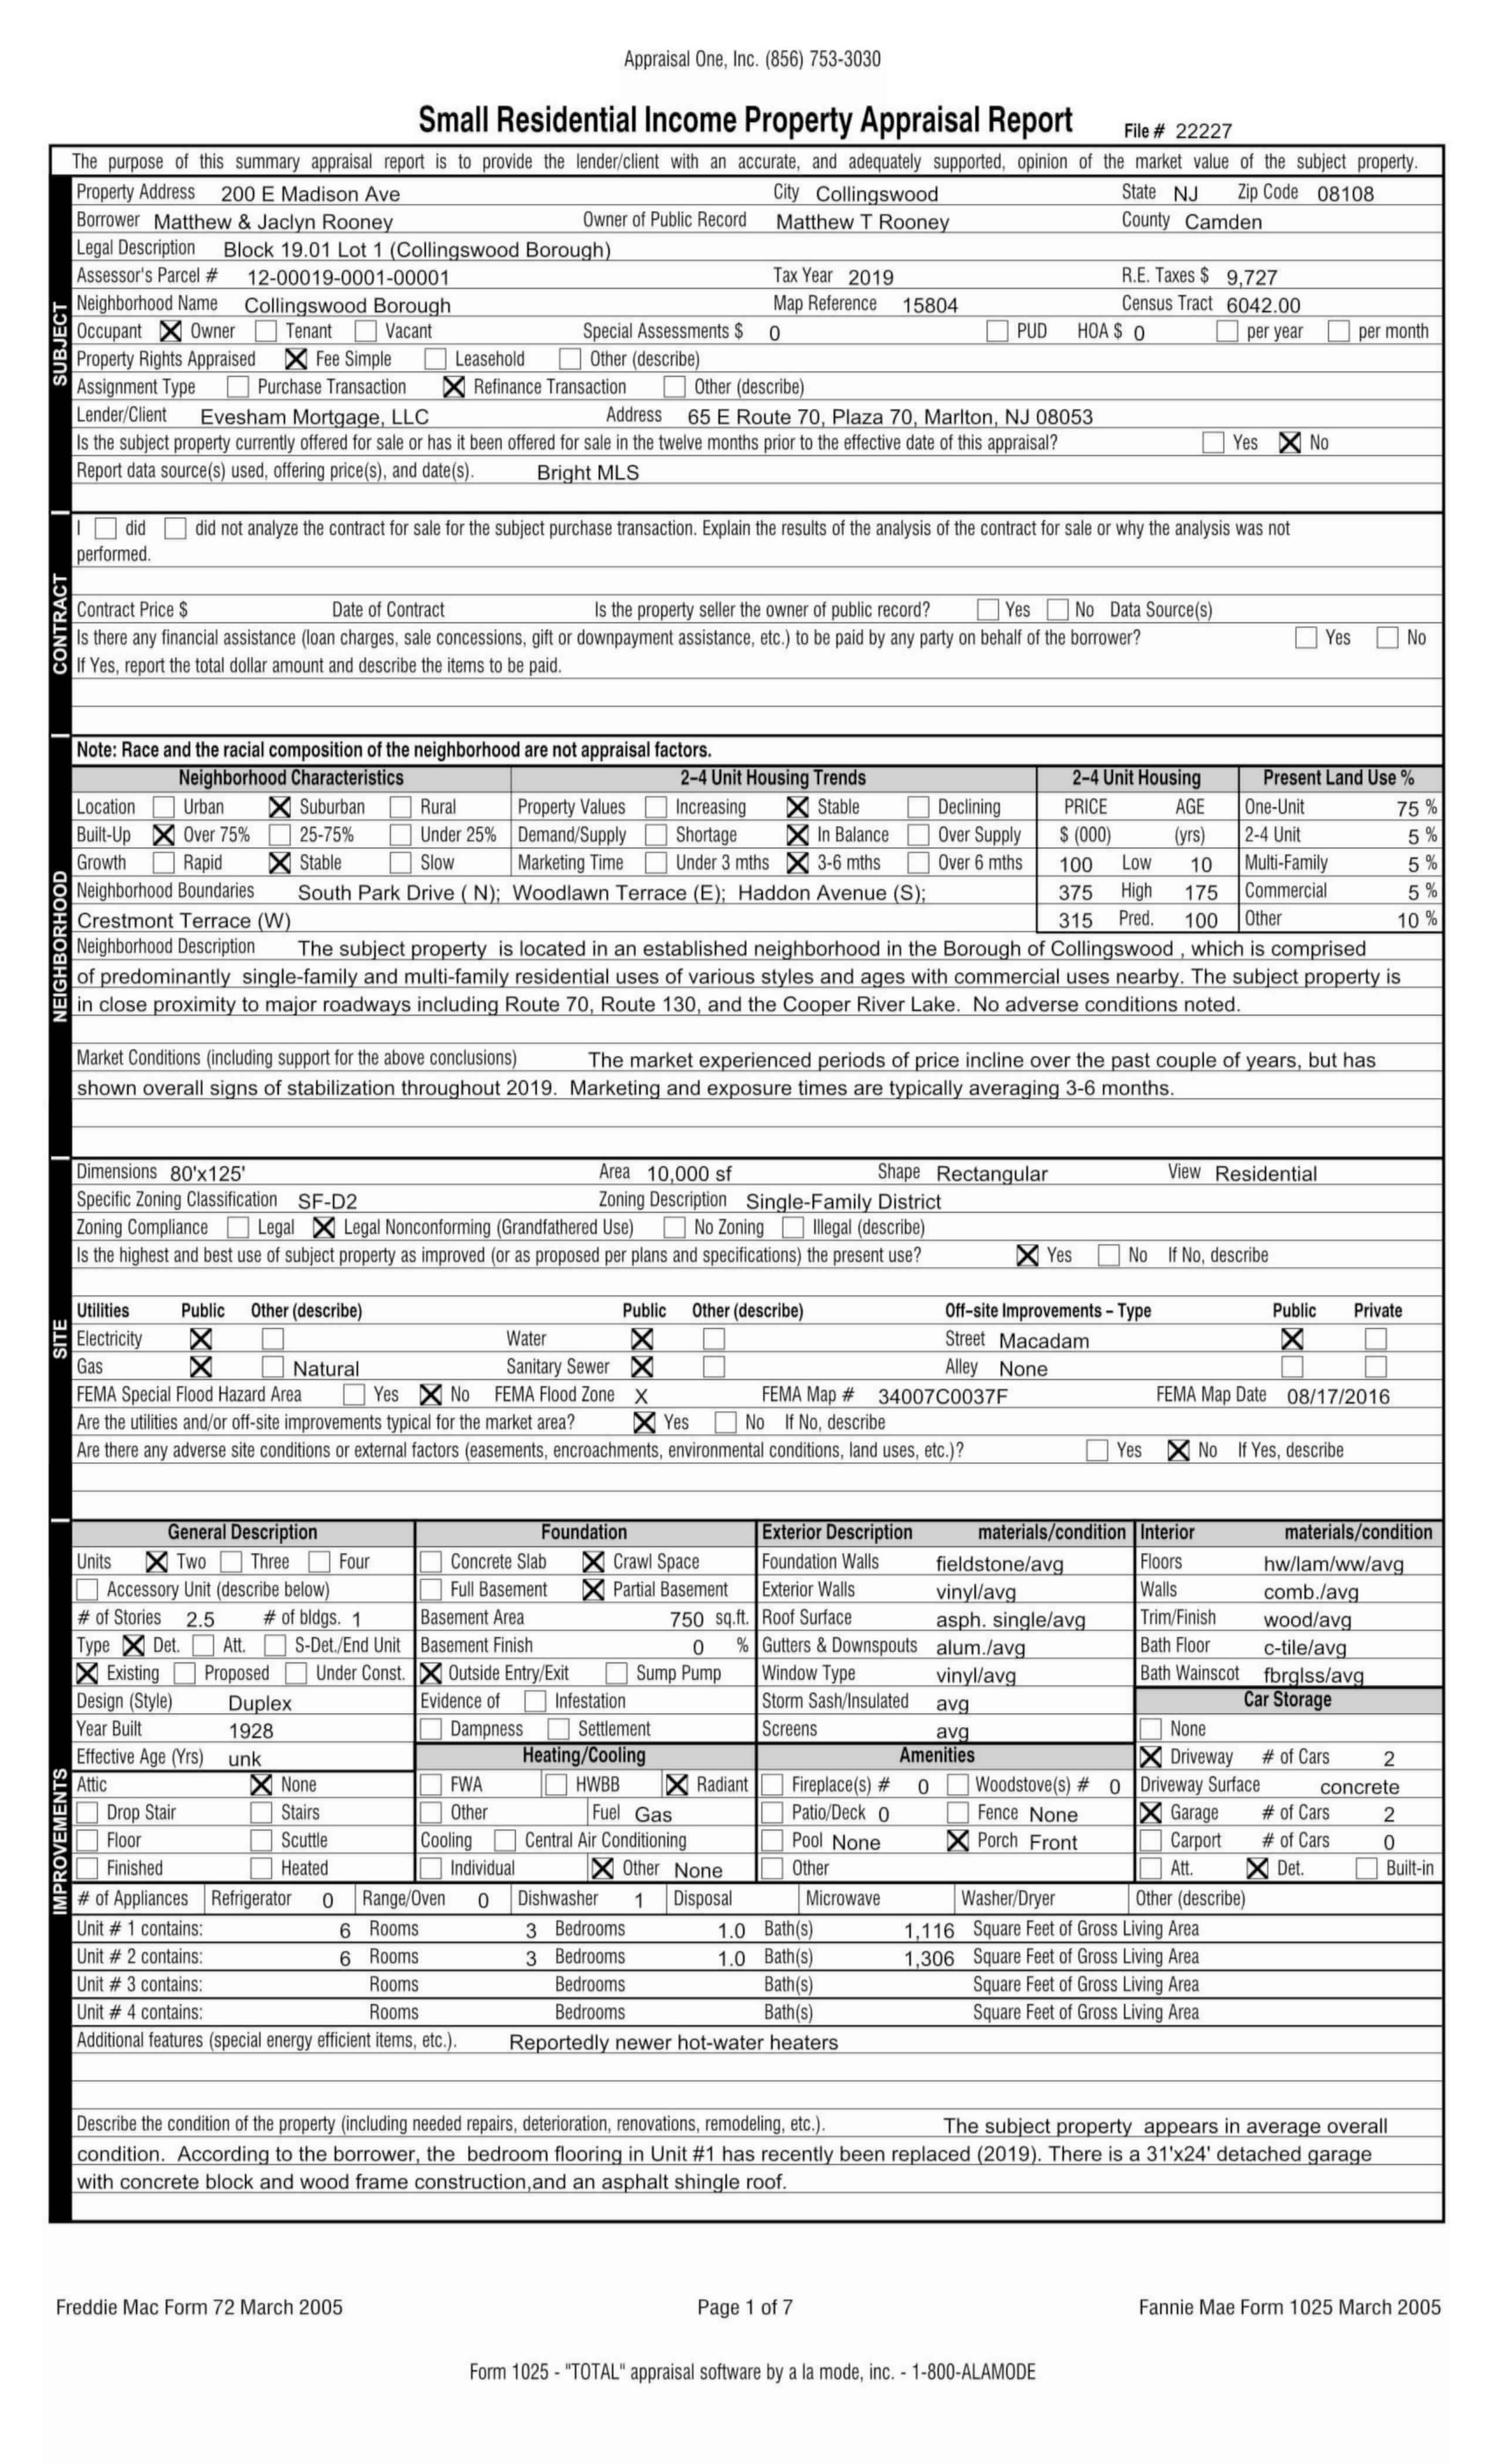 Appraisal One, Inc. (856) 753-3030
Small Residential Income Property Appraisal Report File # 22227
The purpose of this summary appraisal report is to provide the lender/client with an accurate, and adequately supported, opinion of the market value of the subject property.
SUBJECT
Property Address 200 E Madison Ave City Collingswood State NJ Zip Code 08108
Borrower Matthew & Jaclyn Rooney Owner of Public Record Matthew T Rooney County Camden
Legal Description Block 19.01 Lot 1 (Collingswood Borough)
Assessor's Parcel # 12-00019-0001-00001 Tax Year 2019 R.E. Taxes $ 9,727
Neighborhood Name Collingswood Borough Map Reference 15804 Census Tract 6042.00
Occupant ☒ Owner ☐ Tenant ☐ Vacant Special Assessments $ 0 ☐ PUD HOA $ 0 ☐ per year ☐ per month
Property Rights Appraised ☒ Fee Simple ☐ Leasehold ☐ Other (describe)
Assignment Type ☐ Purchase Transaction ☒ Refinance Transaction ☐ Other (describe)
Lender/Client Evesham Mortgage, LLC Address 65 E Route 70, Plaza 70, Marlton, NJ 08053
Is the subject property currently offered for sale or has it been offered for sale in the twelve months prior to the effective date of this appraisal? ☐ Yes ☒ No
Report data source(s) used, offering price(s), and date(s). Bright MLS
CONTRACT
I ☐ did ☐ did not analyze the contract for sale for the subject purchase transaction. Explain the results of the analysis of the contract for sale or why the analysis was not
performed.
Contract Price $ Date of Contract Is the property seller the owner of public record? ☐ Yes ☐ No Data Source(s)
Is there any financial assistance (loan charges, sale concessions, gift or downpayment assistance, etc.) to be paid by any party on behalf of the borrower? ☐ Yes ☐ No
If Yes, report the total dollar amount and describe the items to be paid.
NEIGHBORHOOD
Note: Race and the racial composition of the neighborhood are not appraisal factors.
Neighborhood Characteristics 2–4 Unit Housing Trends 2–4 Unit Housing Present Land Use %
Location ☐ Urban ☒ Suburban ☐ Rural Property Values ☐ Increasing ☒ Stable ☐ Declining PRICE AGE One-Unit 75 %
Built-Up ☒ Over 75% ☐ 25-75% ☐ Under 25% Demand/Supply ☐ Shortage ☒ In Balance ☐ Over Supply $ (000) (yrs) 2-4 Unit 5 %
Growth ☐ Rapid ☒ Stable ☐ Slow Marketing Time ☐ Under 3 mths ☒ 3-6 mths ☐ Over 6 mths 100 Low 10 Multi-Family 5 %
Neighborhood Boundaries South Park Drive ( N); Woodlawn Terrace (E); Haddon Avenue (S); 375 High 175 Commercial 5 %
Crestmont Terrace (W) 315 Pred. 100 Other 10 %
Neighborhood Description The subject property is located in an established neighborhood in the Borough of Collingswood , which is comprised
of predominantly single-family and multi-family residential uses of various styles and ages with commercial uses nearby. The subject property is
in close proximity to major roadways including Route 70, Route 130, and the Cooper River Lake. No adverse conditions noted.
Market Conditions (including support for the above conclusions) The market experienced periods of price incline over the past couple of years, but has
shown overall signs of stabilization throughout 2019. Marketing and exposure times are typically averaging 3-6 months.
SITE
Dimensions 80'x125' Area 10,000 sf Shape Rectangular View Residential
Specific Zoning Classification SF-D2 Zoning Description Single-Family District
Zoning Compliance ☐ Legal ☒ Legal Nonconforming (Grandfathered Use) ☐ No Zoning ☐ Illegal (describe)
Is the highest and best use of subject property as improved (or as proposed per plans and specifications) the present use? ☒ Yes ☐ No If No, describe
Utilities Public Other (describe) Public Other (describe) Off–site Improvements – Type Public Private
Electricity ☒ ☐ Water ☒ ☐ Street Macadam ☒ ☐
Gas ☒ ☐ Natural Sanitary Sewer ☒ ☐ Alley None ☐ ☐
FEMA Special Flood Hazard Area ☐ Yes ☒ No FEMA Flood Zone X FEMA Map # 34007C0037F FEMA Map Date 08/17/2016
Are the utilities and/or off-site improvements typical for the market area? ☒ Yes ☐ No If No, describe
Are there any adverse site conditions or external factors (easements, encroachments, environmental conditions, land uses, etc.)? ☐ Yes ☒ No If Yes, describe
IMPROVEMENTS
General Description Foundation Exterior Description materials/condition Interior materials/condition
Units ☒ Two ☐ Three ☐ Four ☐ Concrete Slab ☒ Crawl Space Foundation Walls fieldstone/avg Floors hw/lam/ww/avg
☐ Accessory Unit (describe below) ☐ Full Basement ☒ Partial Basement Exterior Walls vinyl/avg Walls comb./avg
# of Stories 2.5 # of bldgs. 1 Basement Area 750 sq.ft. Roof Surface asph. single/avg Trim/Finish wood/avg
Type ☒ Det. ☐ Att. ☐ S-Det./End Unit Basement Finish 0 % Gutters & Downspouts alum./avg Bath Floor c-tile/avg
☒ Existing ☐ Proposed ☐ Under Const. ☒ Outside Entry/Exit ☐ Sump Pump Window Type vinyl/avg Bath Wainscot fbrglss/avg
Design (Style) Duplex Evidence of ☐ Infestation Storm Sash/Insulated avg Car Storage
Year Built 1928 ☐ Dampness ☐ Settlement Screens avg ☐ None
Effective Age (Yrs) unk Heating/Cooling Amenities ☒ Driveway # of Cars 2
Attic ☒ None ☐ FWA ☐ HWBB ☒ Radiant ☐ Fireplace(s) # 0 ☐ Woodstove(s) # 0 Driveway Surface concrete
☐ Drop Stair ☐ Stairs ☐ Other Fuel Gas ☐ Patio/Deck 0 ☐ Fence None ☒ Garage # of Cars 2
☐ Floor ☐ Scuttle Cooling ☐ Central Air Conditioning ☐ Pool None ☒ Porch Front ☐ Carport # of Cars 0
☐ Finished ☐ Heated ☐ Individual ☒ Other None ☐ Other ☐ Att. ☒ Det. ☐ Built-in
# of Appliances Refrigerator 0 Range/Oven 0 Dishwasher 1 Disposal Microwave Washer/Dryer Other (describe)
Unit # 1 contains: 6 Rooms 3 Bedrooms 1.0 Bath(s) 1,116 Square Feet of Gross Living Area
Unit # 2 contains: 6 Rooms 3 Bedrooms 1.0 Bath(s) 1,306 Square Feet of Gross Living Area
Unit # 3 contains: Rooms Bedrooms Bath(s) Square Feet of Gross Living Area
Unit # 4 contains: Rooms Bedrooms Bath(s) Square Feet of Gross Living Area
Additional features (special energy efficient items, etc.). Reportedly newer hot-water heaters
Describe the condition of the property (including needed repairs, deterioration, renovations, remodeling, etc.). The subject property appears in average overall
condition. According to the borrower, the bedroom flooring in Unit #1 has recently been replaced (2019). There is a 31'x24' detached garage
with concrete block and wood frame construction,and an asphalt shingle roof.
Freddie Mac Form 72 March 2005 Page 1 of 7 Fannie Mae Form 1025 March 2005
Form 1025 - "TOTAL" appraisal software by a la mode, inc. - 1-800-ALAMODE